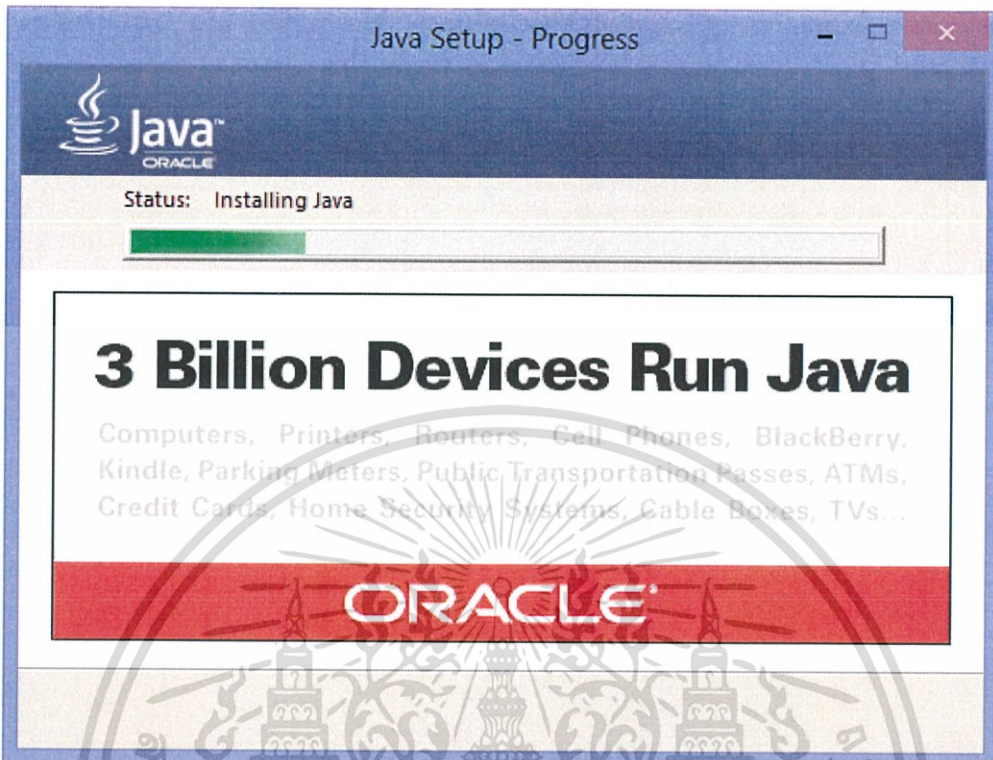 Java Setup - Progress
Java™
ORACLE
Status: Installing Java
3 Billion Devices Run Java
Computers, Printers, Routers, Cell Phones, BlackBerry,
Kindle, Parking Meters, Public Transportation Passes, ATMs,
Credit Cards, Home Security Systems, Cable Boxes, TVs...
ORACLE®